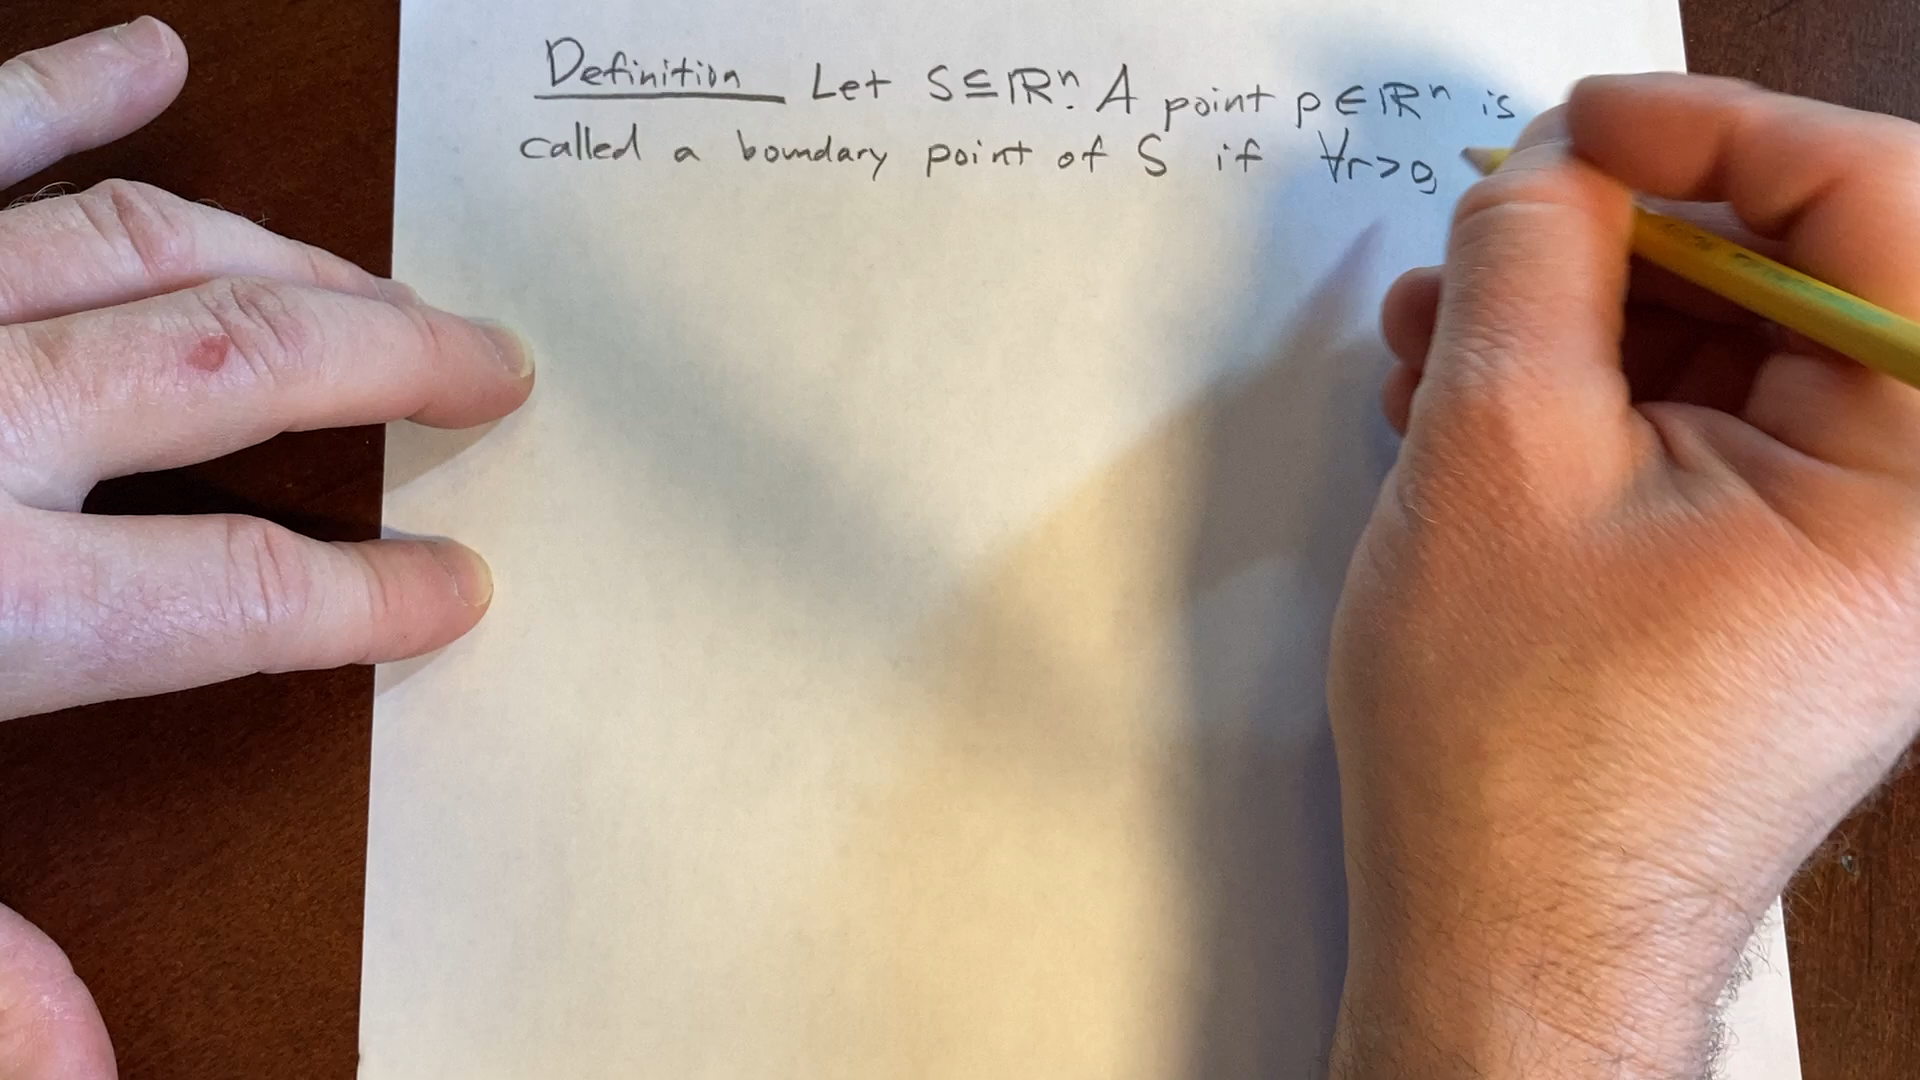 Definition Let S⊆ℝⁿ. A point p∈ℝⁿ is
called a boundary point of S if ∀r>0,